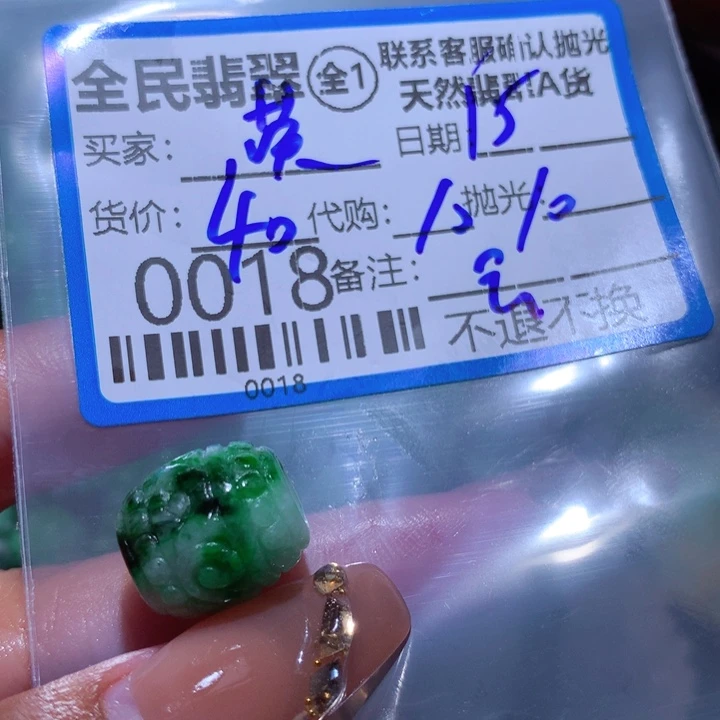 全民翡翠 全1 联系客服确认抛光
天然翡翠!A货
买家: 黄 日期 15
货价: 40 代购: 10 抛光: 10
0018 备注:
不退不换
0018